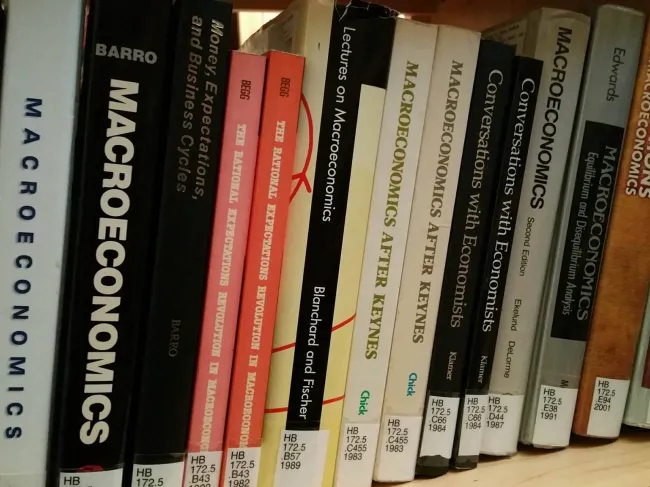 MACROECONOMICS
BARRO
MACROECONOMICS
HB
Money, Expectations,
and Business Cycles
BARRO
HB
BEGG
THE RATIONAL EXPECTATIONS REVOLUTION IN
HB
172.5
.B43
BEGG
THE RATIONAL EXPECTATIONS REVOLUTION IN
HB
172.5
.B43
1982
Lectures on Macroeconomics
Blanchard and Fischer
HB
172.5
.B57
1989
MACROECONOMICS AFTER KEYNES
Chick
HB
172.5
.C455
1983
MACROECONOMICS AFTER KEYNES
Chick
HB
172.5
.C455
1983
Conversations with Economists
Klamer
HB
172.5
.C66
1984
Conversations with Economists
Klamer
HB
172.5
.C66
1984
HB
172.5
.D44
1987
MACROECONOMICS
Second Edition
Ekelund
DeLorme
HB
172.5
.E38
1991
Edwards
MACROECONOMICS
Equilibrium and Disequilibrium Analysis
HB
172.5
.E94
2001